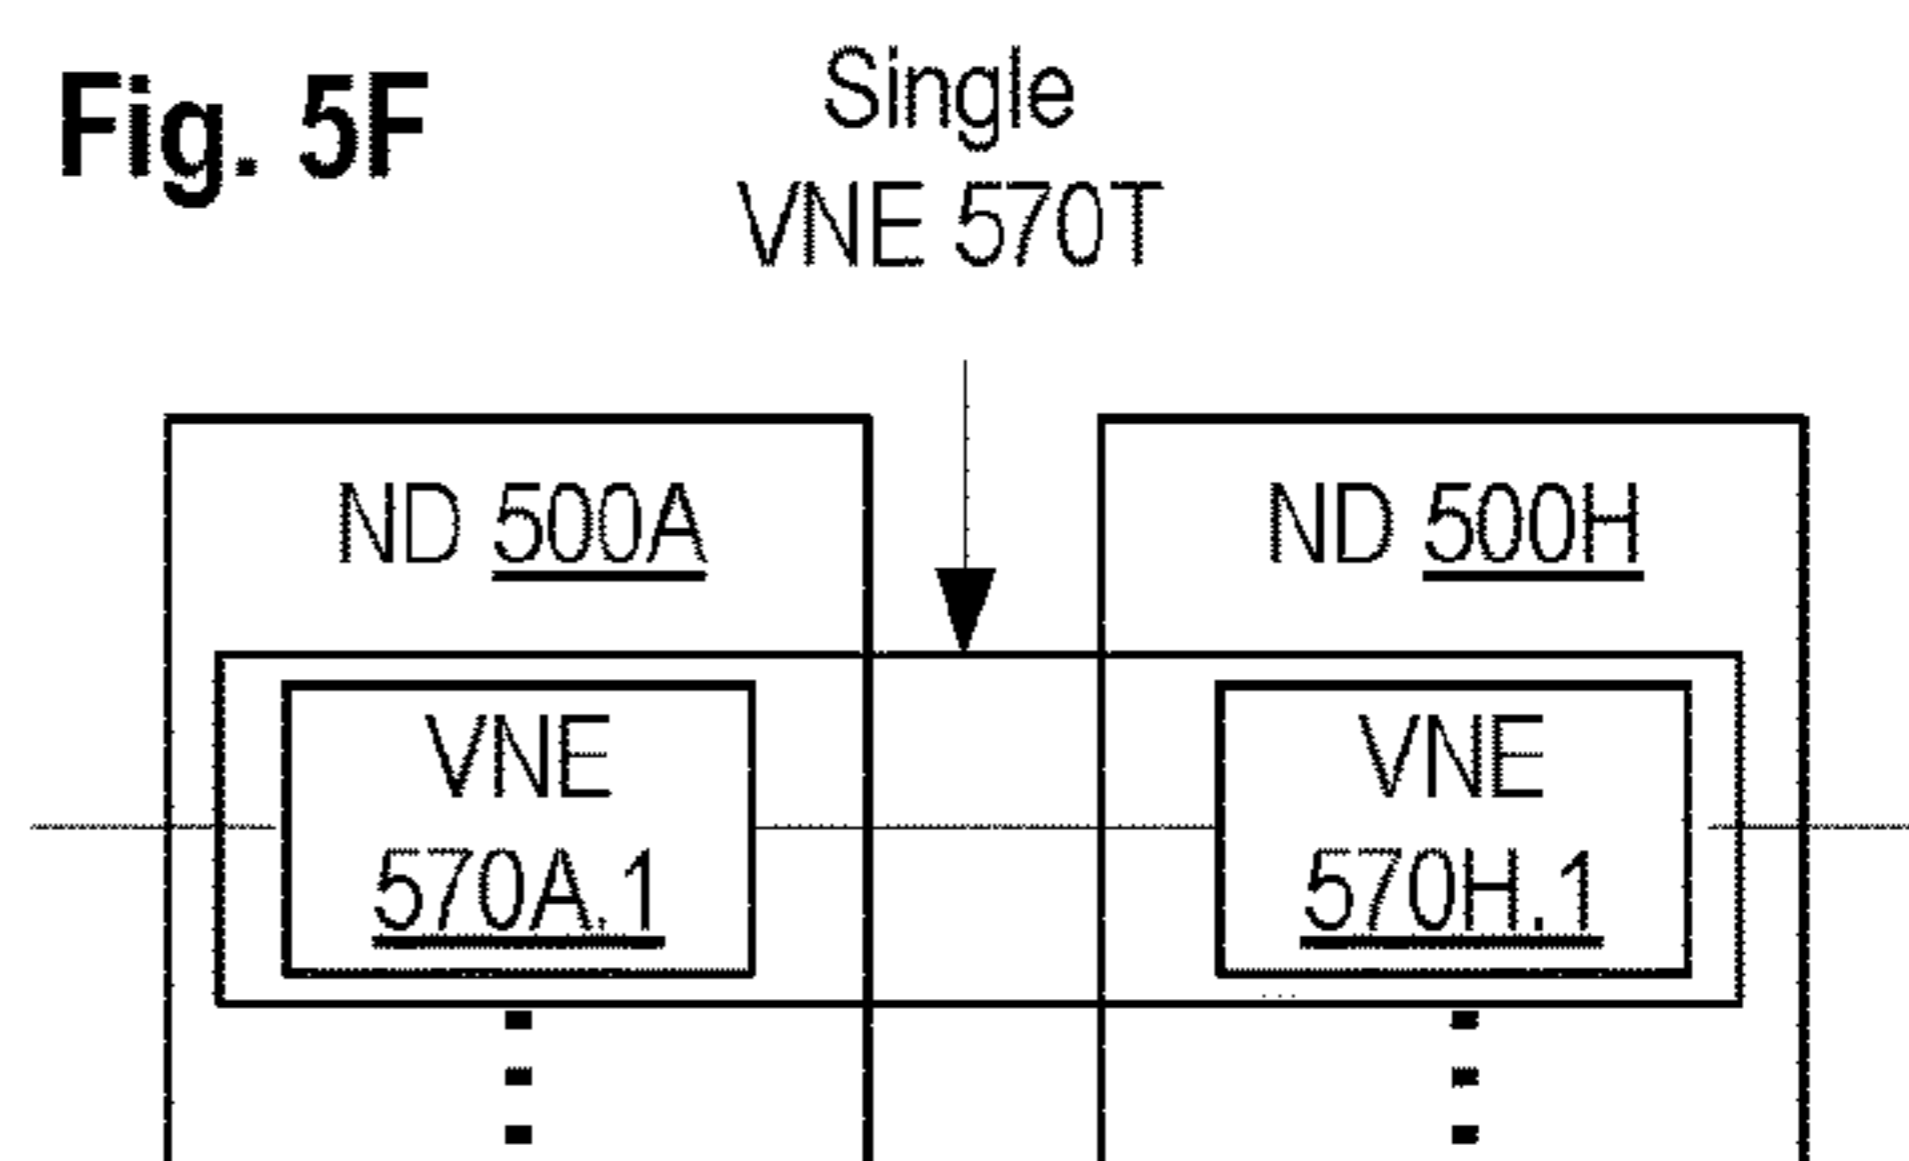 Fig. 5F
Single
VNE 570T
ND 500A
ND 500H
VNE
570A.1
VNE
570H.1